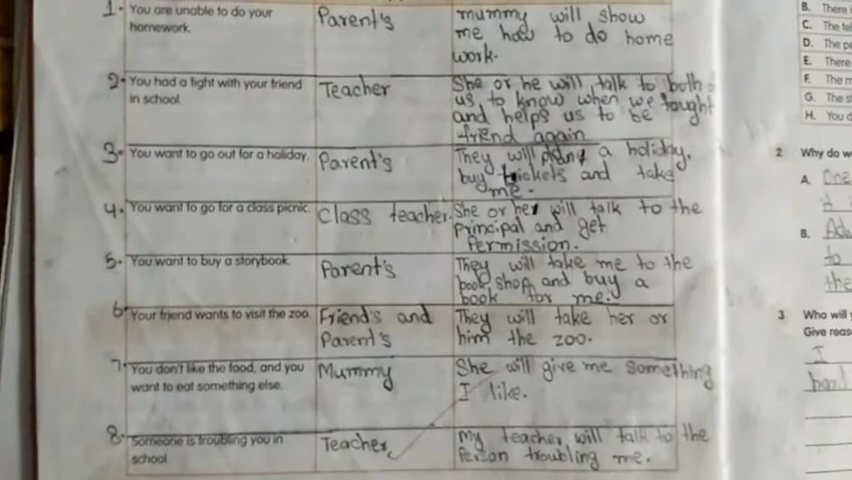 1. You are unable to do your homework.
Parent's
mummy will show
me how to do home
work.
2. You had a fight with your friend
in school.
Teacher
She or he will talk to both
us, to know when we fought
and helps us to be
friend again
3. You want to go out for a holiday.
Parent's
They will plan a holiday,
buy tickets and take
me.
4. You want to go for a class picnic.
Class teacher.
She or her will talk to the
principal and get
Permission.
5. You want to buy a storybook.
Parent's
They will take me to the
book shop and buy a
book for me.
6 Your friend wants to visit the zoo.
Friend's and
Parent's
They will take her or
him the zoo.
7. You don't like the food, and you
want to eat something else.
Mummy
She will give me something
I like.
8. Someone is troubling you in
school
Teacher
My teacher will talk to the
Person troubling me.
B. There
C. The
D. The
E. There
F. The
G. The
H. You
2 Why do
A. One
B.
to
the
3 Who will
Give
I